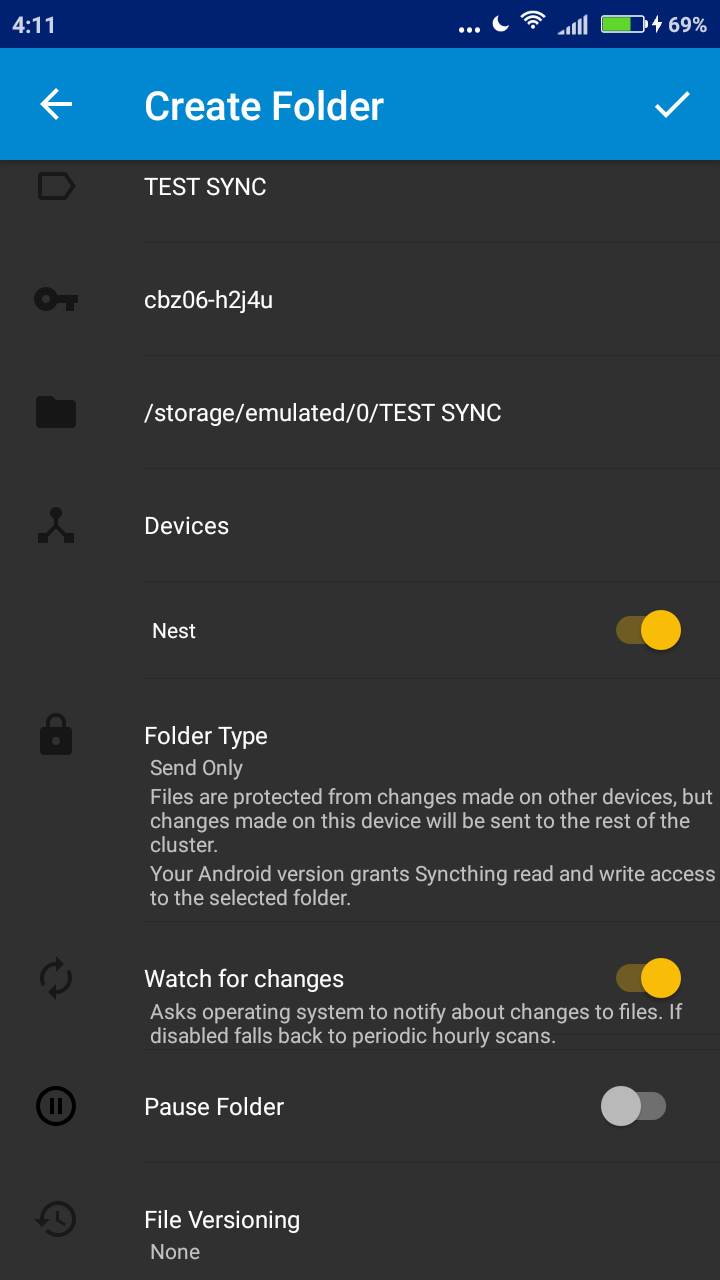 4:11
69%
Create Folder
TEST SYNC
cbz06-h2j4u
/storage/emulated/0/TEST SYNC
Devices
Nest
Folder Type
Send Only
Files are protected from changes made on other devices, but
changes made on this device will be sent to the rest of the
cluster.
Your Android version grants Syncthing read and write access
to the selected folder.
Watch for changes
Asks operating system to notify about changes to files. If
disabled falls back to periodic hourly scans.
Pause Folder
File Versioning
None